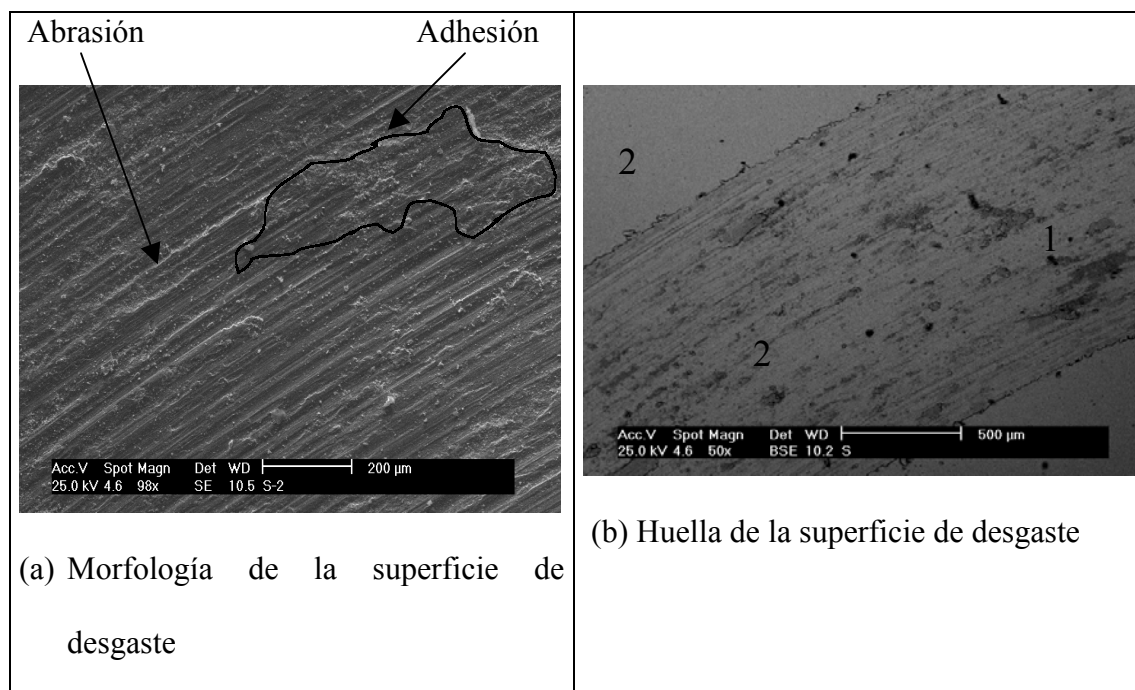 Abrasión
Adhesión
Acc.V Spot Magn Det WD 200 µm
25.0 kV 4.6 98x SE 10.5 S-2
(a) Morfología de la superficie de
desgaste
2
1
2
Acc.V Spot Magn Det WD 500 µm
25.0 kV 4.6 50x BSE 10.2 S
(b) Huella de la superficie de desgaste